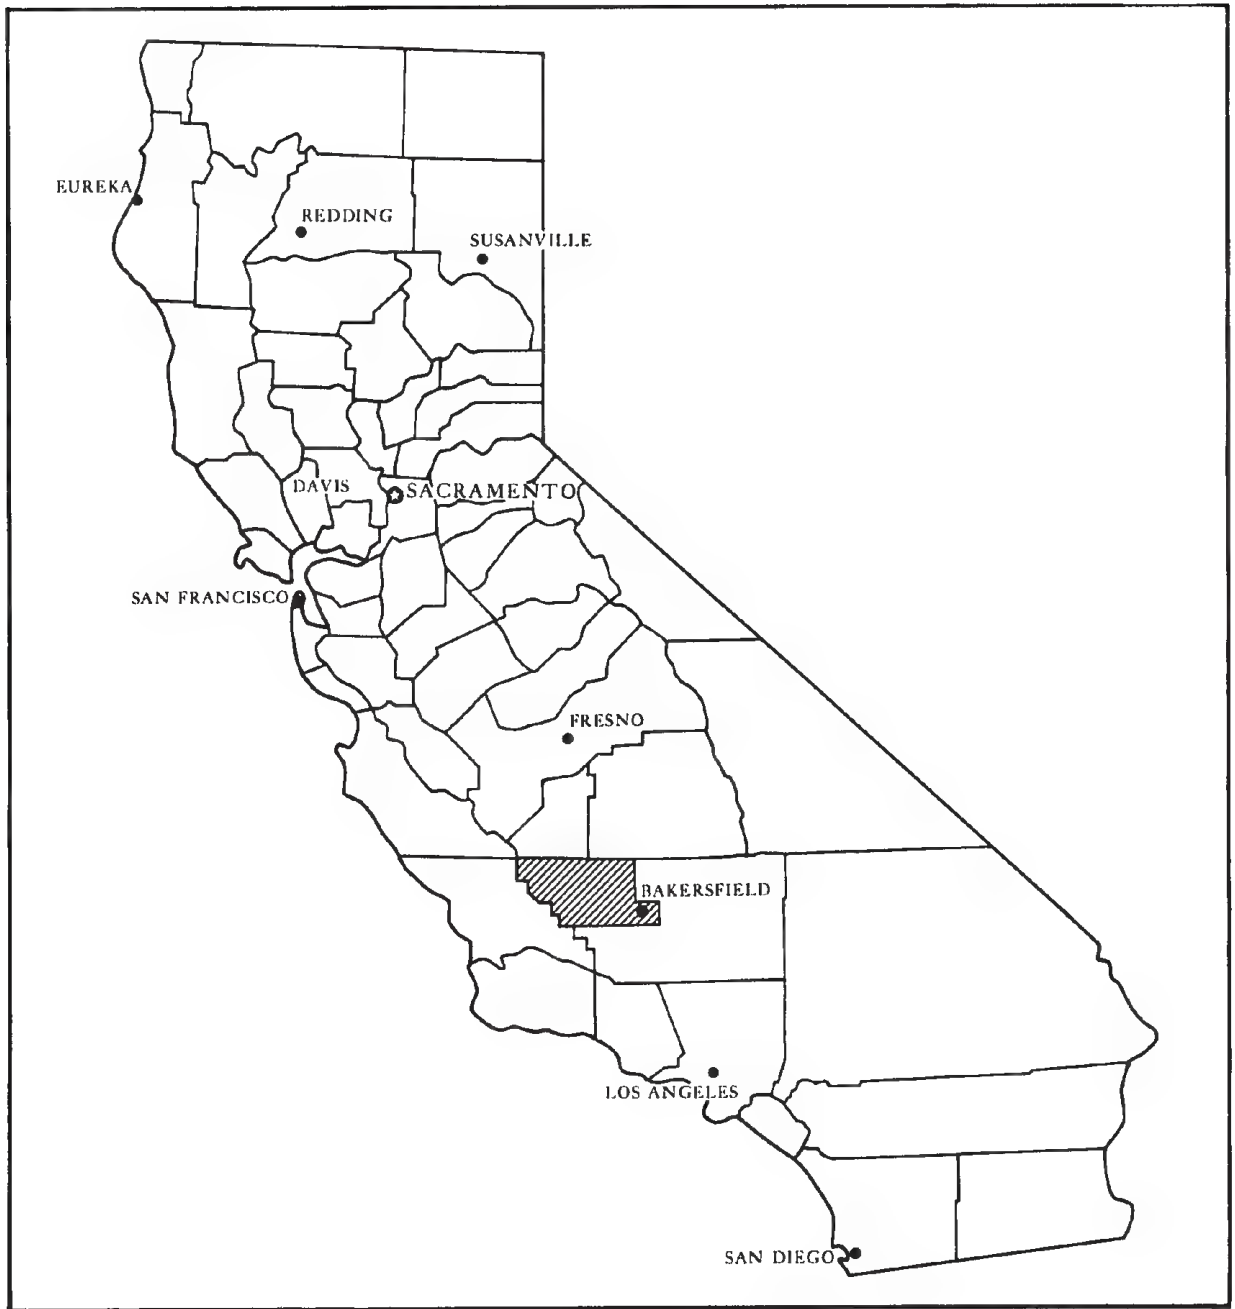 EUREKA
REDDING
SUSANVILLE
DAVIS
SACRAMENTO
SAN FRANCISCO
FRESNO
BAKERSFIELD
LOS ANGELES
SAN DIEGO